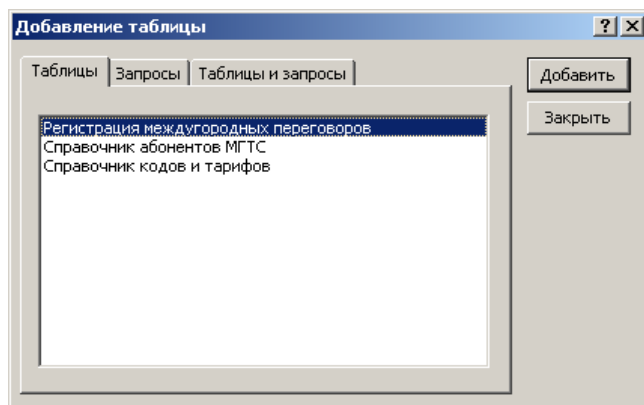 Добавление таблицы
Таблицы Запросы Таблицы и запросы
Добавить
Закрыть
Регистрация междугородных переговоров
Справочник абонентов МГТС
Справочник кодов и тарифов